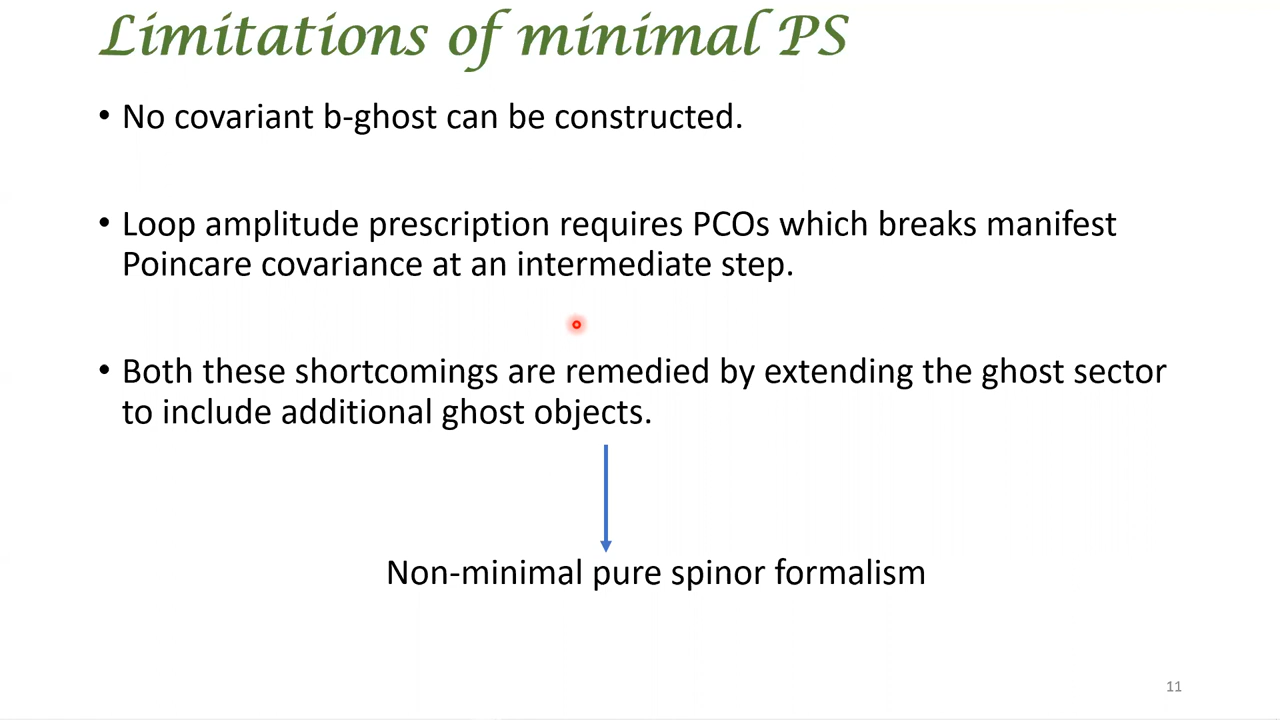 Limitations of minimal PS
• No covariant b-ghost can be constructed.
• Loop amplitude prescription requires PCOs which breaks manifest
Poincare covariance at an intermediate step.
• Both these shortcomings are remedied by extending the ghost sector
to include additional ghost objects.
Non-minimal pure spinor formalism
11